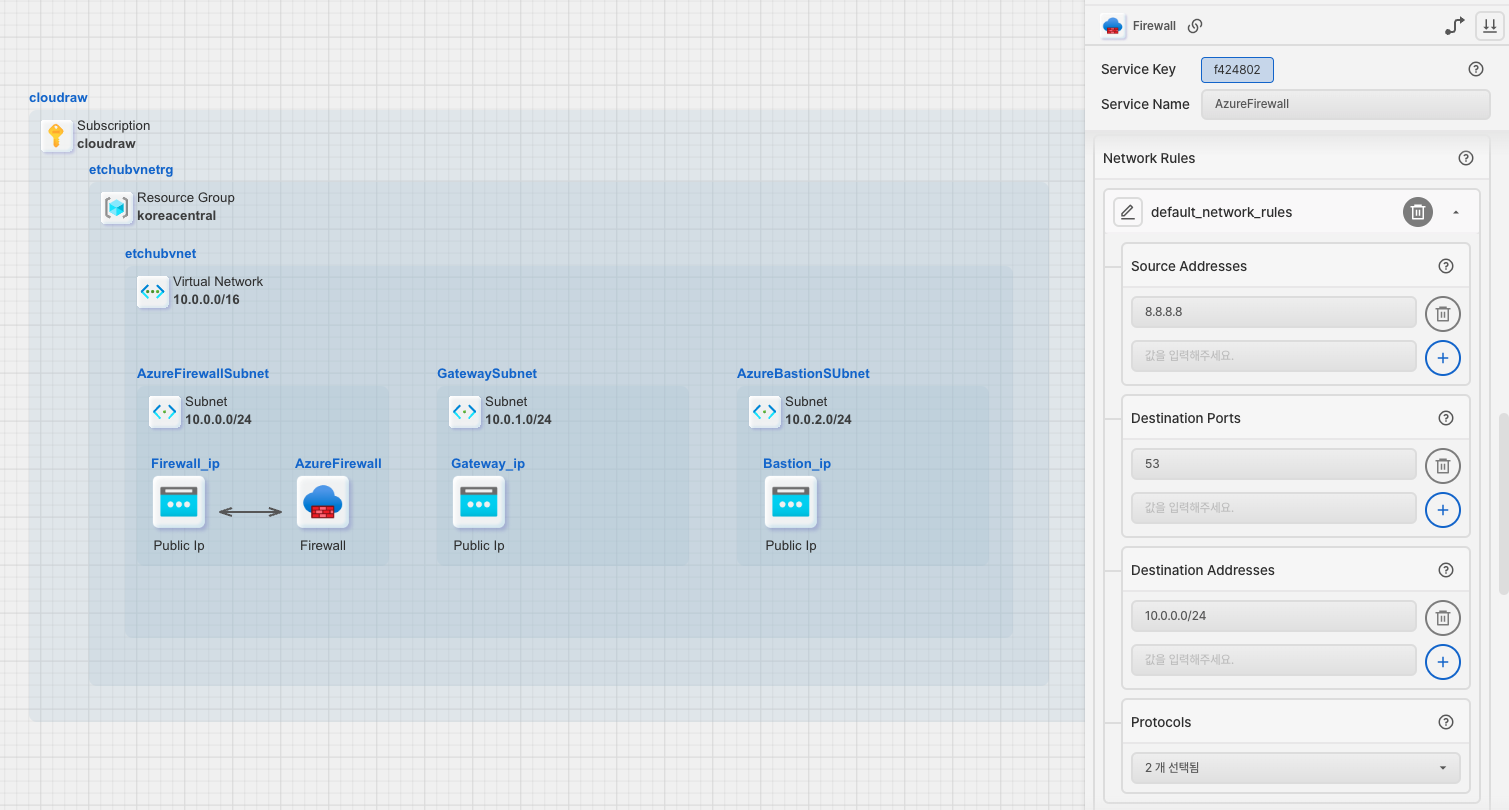 cloudraw
Subscription
cloudraw
etchubvnetrg
Resource Group
koreacentral
etchubvnet
Virtual Network
10.0.0.0/16
AzureFirewallSubnet
Subnet
10.0.0.0/24
Firewall_ip
Public Ip
AzureFirewall
Firewall
GatewaySubnet
Subnet
10.0.1.0/24
Gateway_ip
Public Ip
AzureBastionSUbnet
Subnet
10.0.2.0/24
Bastion_ip
Public Ip
Firewall
Service Key
f424802
Service Name
AzureFirewall
Network Rules
default_network_rules
Source Addresses
8.8.8.8
값을 입력해주세요.
Destination Ports
53
값을 입력해주세요.
Destination Addresses
10.0.0.0/24
값을 입력해주세요.
Protocols
2 개 선택됨